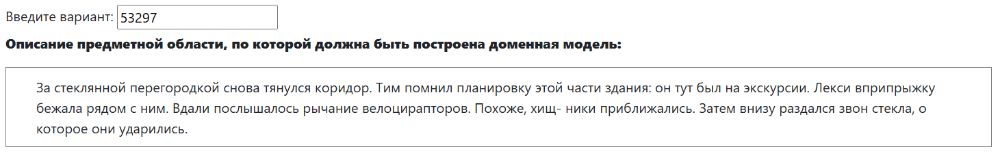 Введите вариант: 53297
Описание предметной области, по которой должна быть построена доменная модель:
За стеклянной перегородкой снова тянулся коридор. Тим помнил планировку этой части здания: он тут был на экскурсии. Лекси вприпрыжку
бежала рядом с ним. Вдали послышалось рычание велоцирапторов. Похоже, хищ- ники приближались. Затем внизу раздался звон стекла, о
которое они ударились.